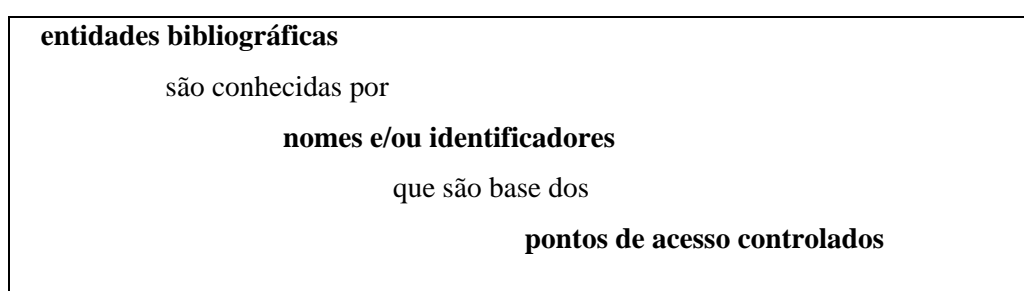 entidades bibliográficas
são conhecidas por
nomes e/ou identificadores
que são base dos
pontos de acesso controlados